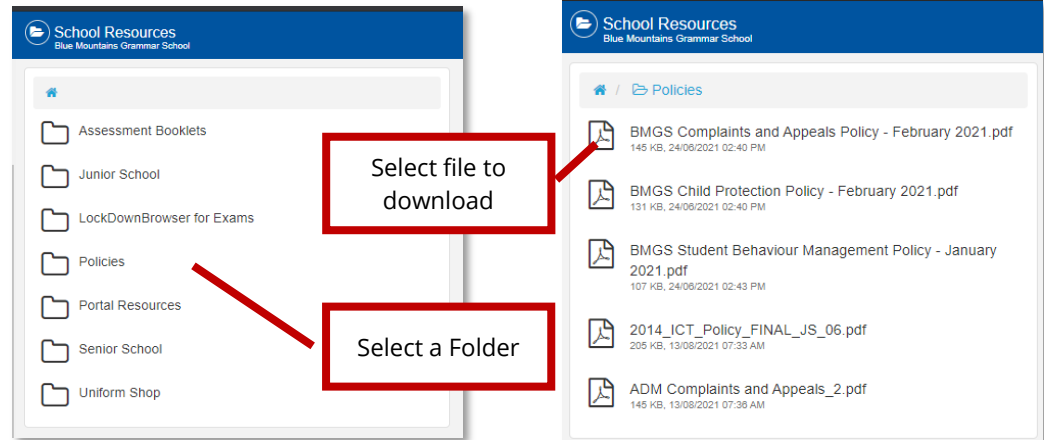 School Resources
Blue Mountains Grammar School
Assessment Booklets
Junior School
LockDownBrowser for Exams
Policies
Portal Resources
Senior School
Uniform Shop
Select file to
download
Select a Folder
School Resources
Blue Mountains Grammar School
/ Policies
BMGS Complaints and Appeals Policy - February 2021.pdf
145 KB, 24/06/2021 02:40 PM
BMGS Child Protection Policy - February 2021.pdf
131 KB, 24/06/2021 02:40 PM
BMGS Student Behaviour Management Policy - January
2021.pdf
107 KB, 24/06/2021 02:43 PM
2014_ICT_Policy_FINAL_JS_06.pdf
205 KB, 13/08/2021 07:33 AM
ADM Complaints and Appeals_2.pdf
145 KB, 13/08/2021 07:36 AM